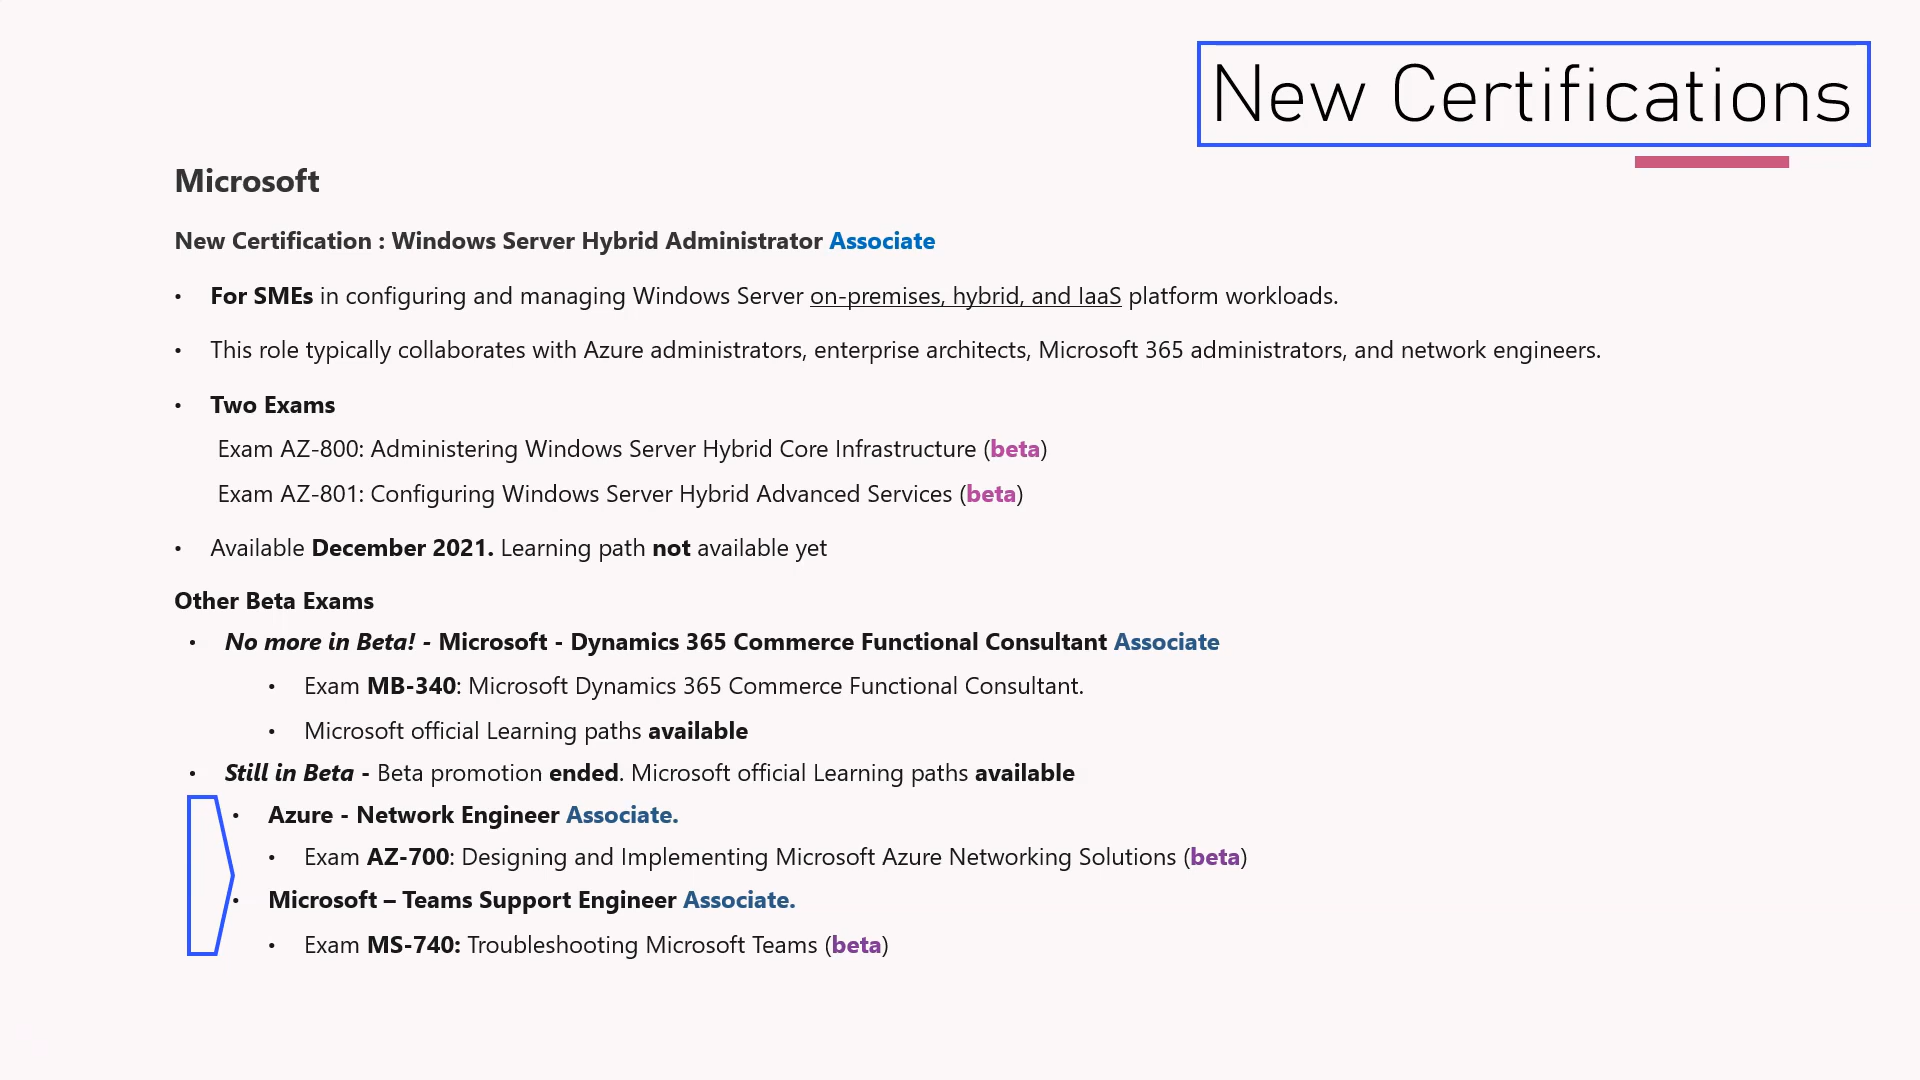 New Certifications
Microsoft
New Certification : Windows Server Hybrid Administrator Associate
• For SMEs in configuring and managing Windows Server on-premises, hybrid, and IaaS platform workloads.
• This role typically collaborates with Azure administrators, enterprise architects, Microsoft 365 administrators, and network engineers.
• Two Exams
Exam AZ-800: Administering Windows Server Hybrid Core Infrastructure (beta)
Exam AZ-801: Configuring Windows Server Hybrid Advanced Services (beta)
• Available December 2021. Learning path not available yet
Other Beta Exams
• No more in Beta! - Microsoft - Dynamics 365 Commerce Functional Consultant Associate
• Exam MB-340: Microsoft Dynamics 365 Commerce Functional Consultant.
• Microsoft official Learning paths available
• Still in Beta - Beta promotion ended. Microsoft official Learning paths available
• Azure - Network Engineer Associate.
• Exam AZ-700: Designing and Implementing Microsoft Azure Networking Solutions (beta)
• Microsoft – Teams Support Engineer Associate.
• Exam MS-740: Troubleshooting Microsoft Teams (beta)